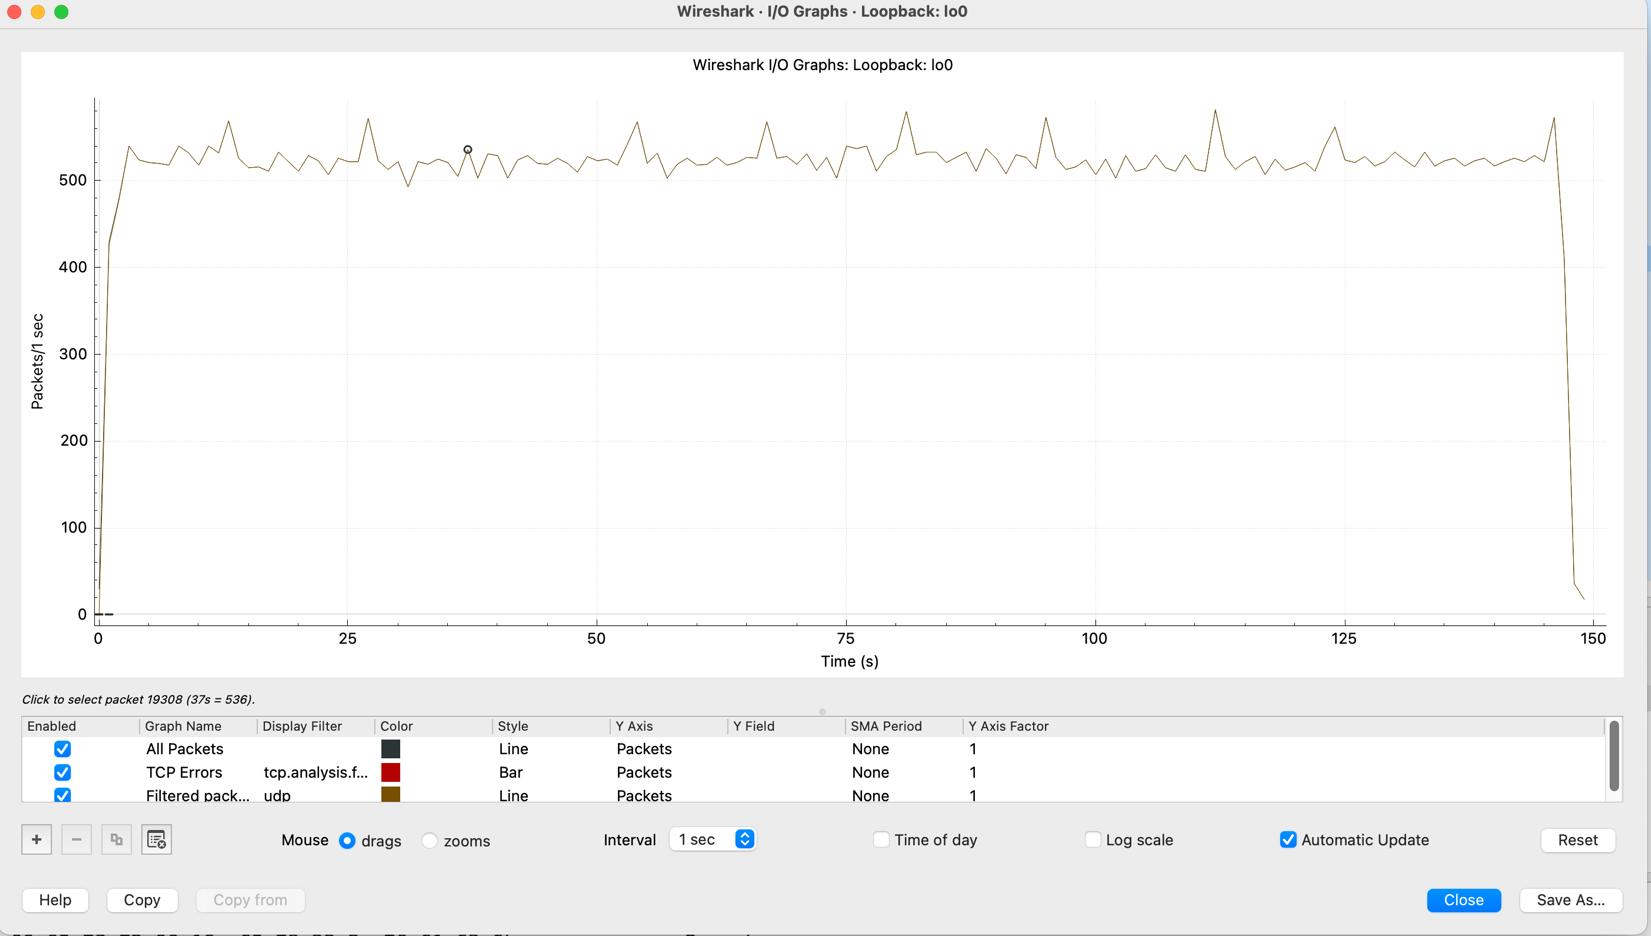 Wireshark · I/O Graphs · Loopback: lo0
Wireshark I/O Graphs: Loopback: lo0
500
400
300
200
100
0
Packets/1 sec
0 25 50 75 100 125 150
Time (s)
Click to select packet 19308 (37s = 536).
Enabled Graph Name Display Filter Color Style Y Axis Y Field SMA Period Y Axis Factor
All Packets Line Packets None 1
TCP Errors tcp.analysis.f... Bar Packets None 1
Filtered pack... udp Line Packets None 1
+ − Mouse drags zooms Interval 1 sec Time of day Log scale Automatic Update Reset
Help Copy Copy from Close Save As...